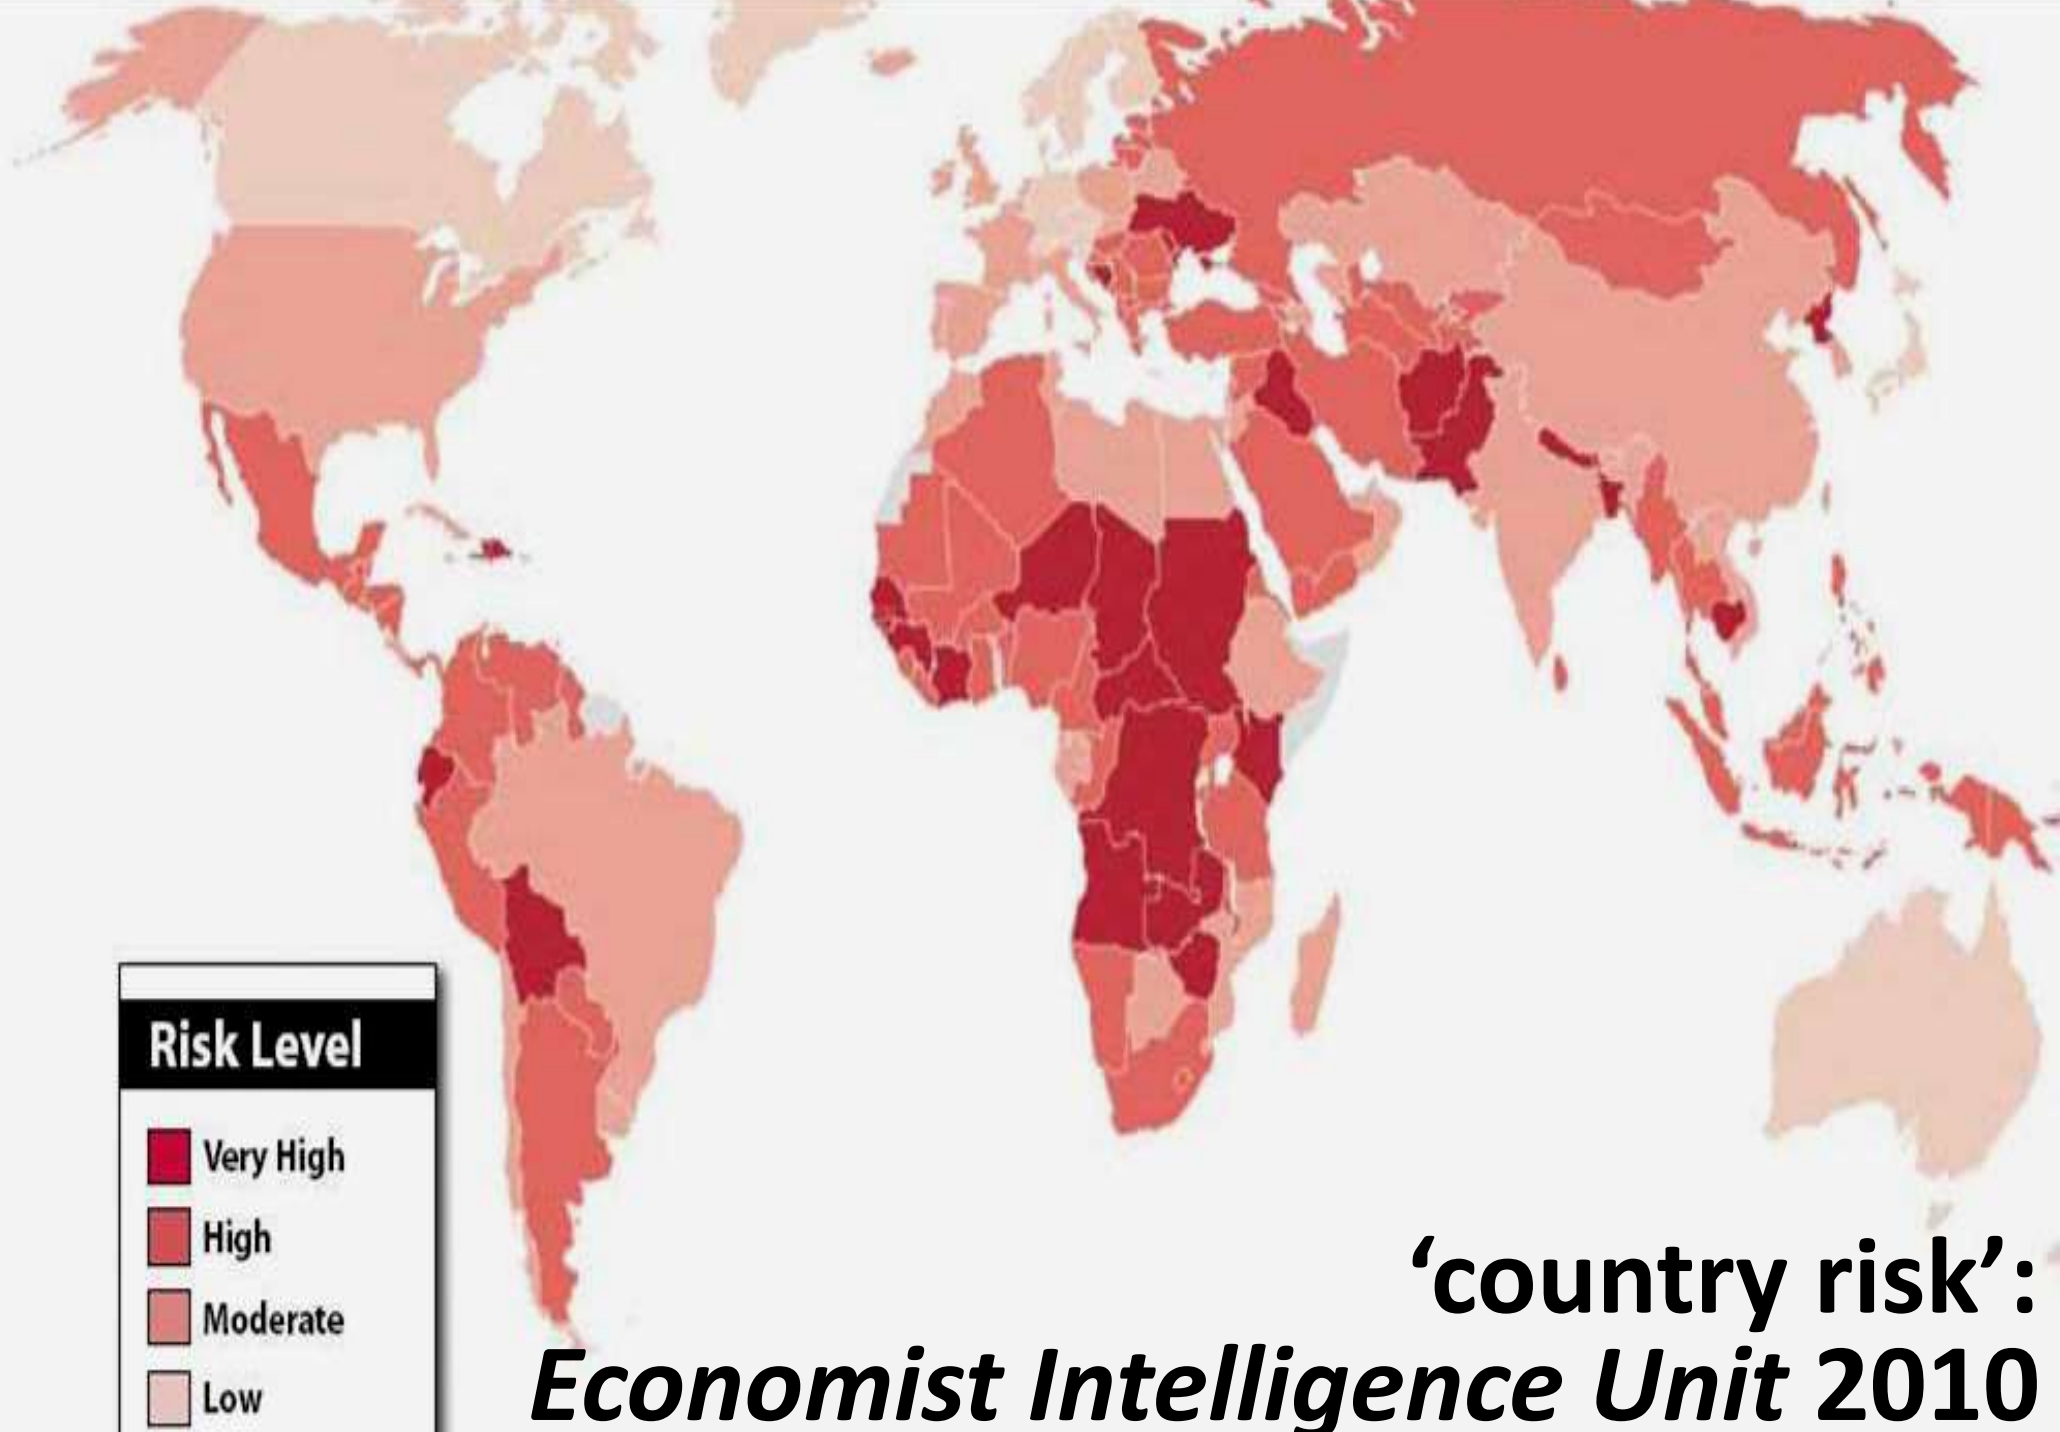 Risk Level
Very High
High
Moderate
Low
‘country risk’:
Economist Intelligence Unit 2010